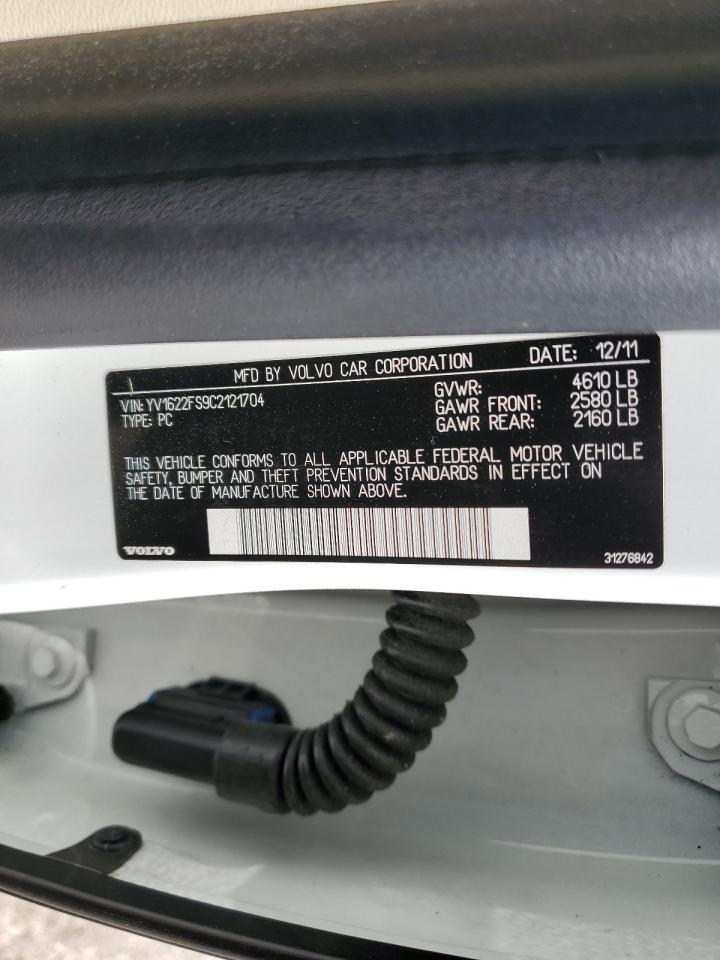 MFD BY VOLVO CAR CORPORATION DATE: 12/11
VIN: YV1622FS9C2121704 GVWR: 4610 LB
TYPE: PC GAWR FRONT: 2580 LB
GAWR REAR: 2160 LB
THIS VEHICLE CONFORMS TO ALL APPLICABLE FEDERAL MOTOR VEHICLE
SAFETY, BUMPER AND THEFT PREVENTION STANDARDS IN EFFECT ON
THE DATE OF MANUFACTURE SHOWN ABOVE.
VOLVO 31276842